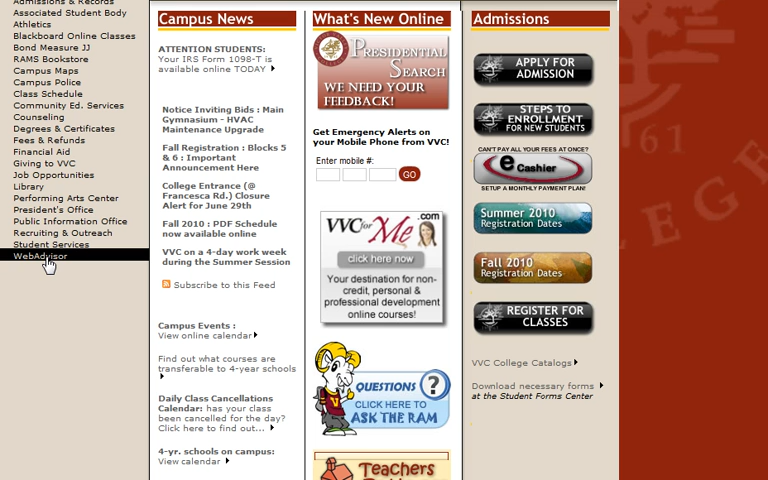 Admissions & Records
Associated Student Body
Athletics
Blackboard Online Classes
Bond Measure JJ
RAMS Bookstore
Campus Maps
Campus Police
Class Schedule
Community Ed. Services
Counseling
Degrees & Certificates
Fees & Refunds
Financial Aid
Giving to VVC
Job Opportunities
Library
Performing Arts Center
President's Office
Public Information Office
Recruiting & Outreach
Student Services
WebAdvisor
Campus News
ATTENTION STUDENTS:
Your IRS Form 1098-T is
available online TODAY
Notice Inviting Bids : Main
Gymnasium - HVAC
Maintenance Upgrade
Fall Registration : Blocks 5
& 6 : Important
Announcement Here
College Entrance (@
Francesca Rd.) Closure
Alert for June 29th
Fall 2010 : PDF Schedule
now available online
VVC on a 4-day work week
during the Summer Session
Subscribe to this Feed
Campus Events :
View online calendar
Find out what courses are
transferable to 4-year schools
Daily Class Cancellations
Calendar: has your class
been cancelled for the day?
Click here to find out...
4-yr. schools on campus:
View calendar
What's New Online
PRESIDENTIAL
SEARCH
WE NEED YOUR
FEEDBACK!
Get Emergency Alerts on
your Mobile Phone from VVC!
Enter mobile #:
GO
VVC for Me .com
click here now
Your destination for non-
credit, personal &
professional development
online courses!
QUESTIONS ?
CLICK HERE TO
ASK THE RAM
Teachers
Admissions
APPLY FOR
ADMISSION
STEPS TO
ENROLLMENT
FOR NEW STUDENTS
CAN'T PAY ALL YOUR FEES AT ONCE?
e Cashier
SETUP A MONTHLY PAYMENT PLAN!
Summer 2010
Registration Dates
Fall 2010
Registration Dates
REGISTER FOR
CLASSES
VVC College Catalogs
Download necessary forms
at the Student Forms Center
61
LEGE